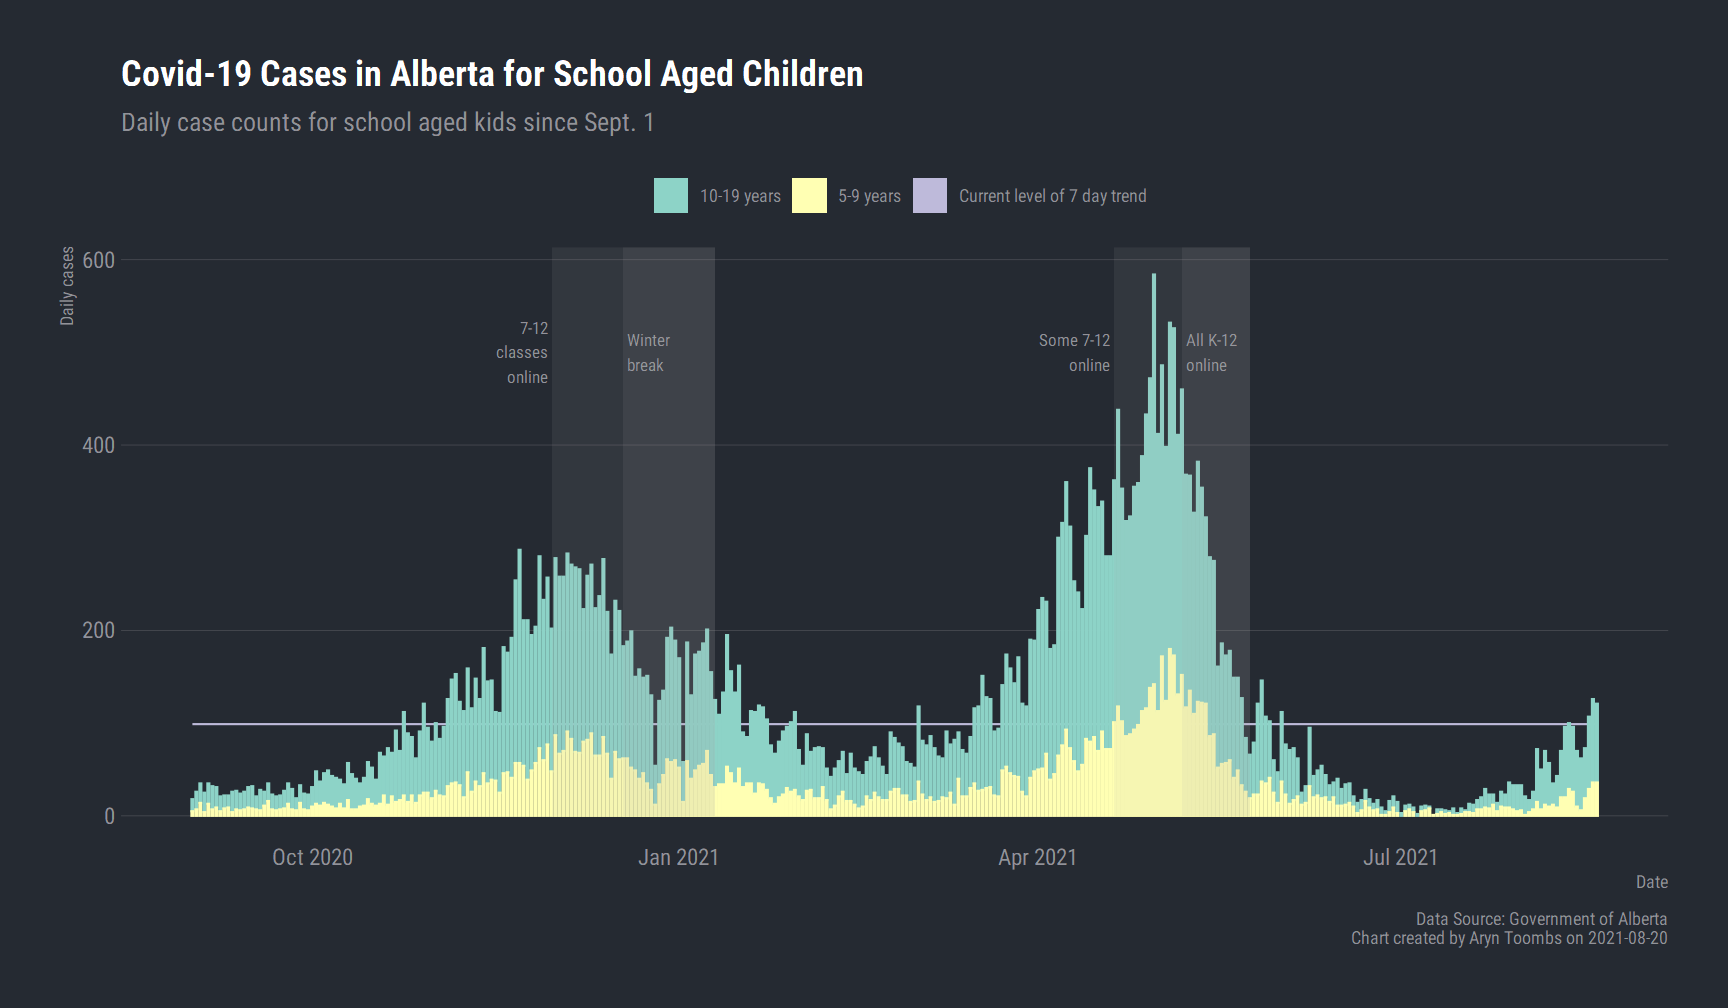 Covid-19 Cases in Alberta for School Aged Children
Daily case counts for school aged kids since Sept. 1
10-19 years
5-9 years
Current level of 7 day trend
Daily cases
600
400
200
0
7-12
classes
online
Winter
break
Some 7-12
online
All K-12
online
Oct 2020
Jan 2021
Apr 2021
Jul 2021
Date
Data Source: Government of Alberta
Chart created by Aryn Toombs on 2021-08-20